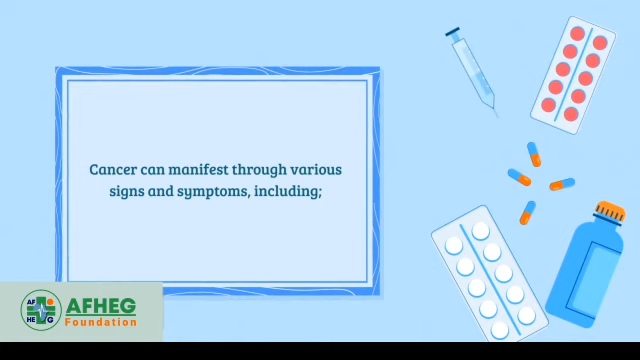 Cancer can manifest through various
signs and symptoms, including;
AF
HE G
AFHEG
Foundation